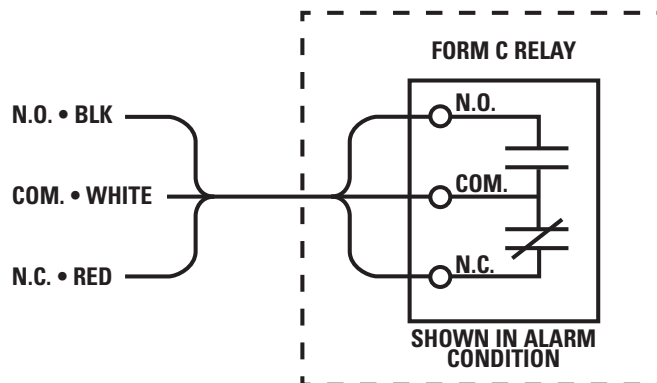 FORM C RELAY
N.O. • BLK
N.O.
COM. • WHITE
COM.
N.C. • RED
N.C.
SHOWN IN ALARM
CONDITION